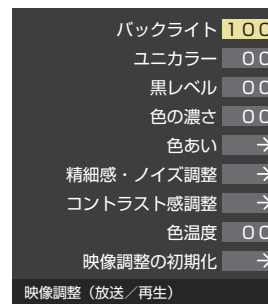 バックライト 100
ユニカラー 00
黒レベル 00
色の濃さ 00
色あい →
精細感・ノイズ調整 →
コントラスト感調整 →
色温度 00
映像調整の初期化 →
映像調整（放送／再生）